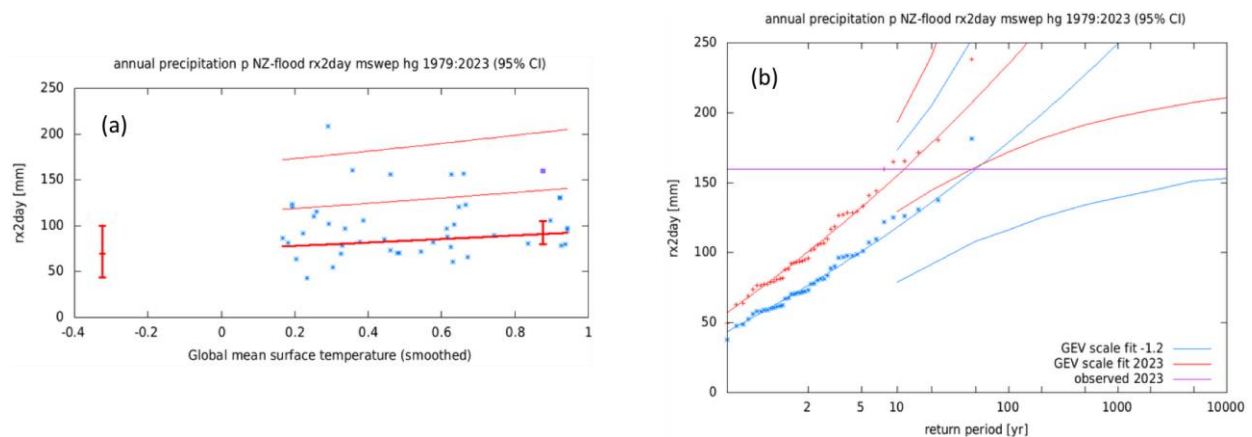 annual precipitation p NZ-flood rx2day mswep hg 1979:2023 (95% CI)
(a)
rx2day [mm]
250
200
150
100
50
0
-0.4 -0.2 0 0.2 0.4 0.6 0.8 1
Global mean surface temperature (smoothed)
annual precipitation p NZ-flood rx2day mswep hg 1979:2023 (95% CI)
(b)
rx2day [mm]
250
200
150
100
50
0
GEV scale fit -1.2
GEV scale fit 2023
observed 2023
2 5 10 100 1000 10000
return period [yr]